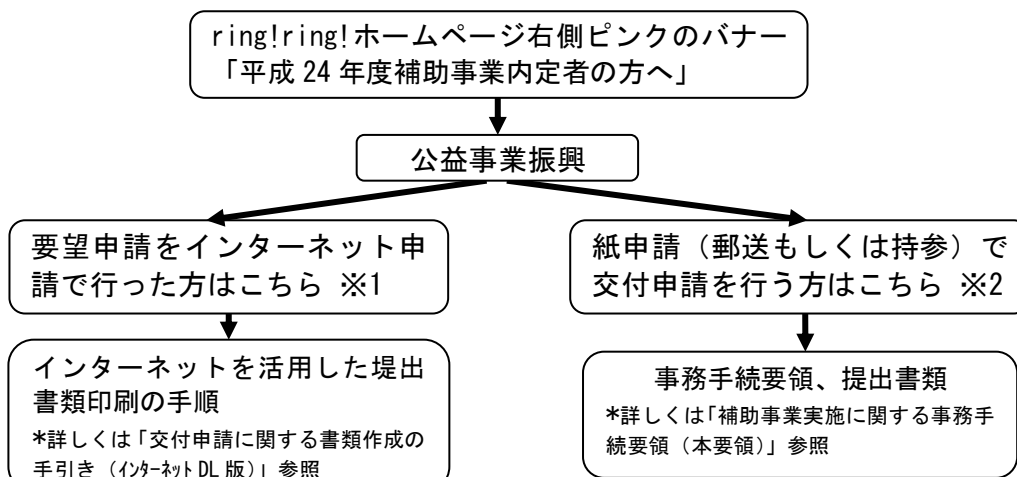 ring!ring!ホームページ右側ピンクのバナー
「平成 24 年度補助事業内定者の方へ」
公益事業振興
要望申請をインターネット申
請で行った方はこちら ※1
紙申請（郵送もしくは持参）で
交付申請を行う方はこちら ※2
インターネットを活用した堤出
書類印刷の手順
*詳しくは「交付申請に関する書類作成の
手引き（ｲﾝﾀｰﾈｯﾄ DL 版）」参照
事務手続要領、提出書類
*詳しくは「補助事業実施に関する事務手
続要領（本要領）」参照